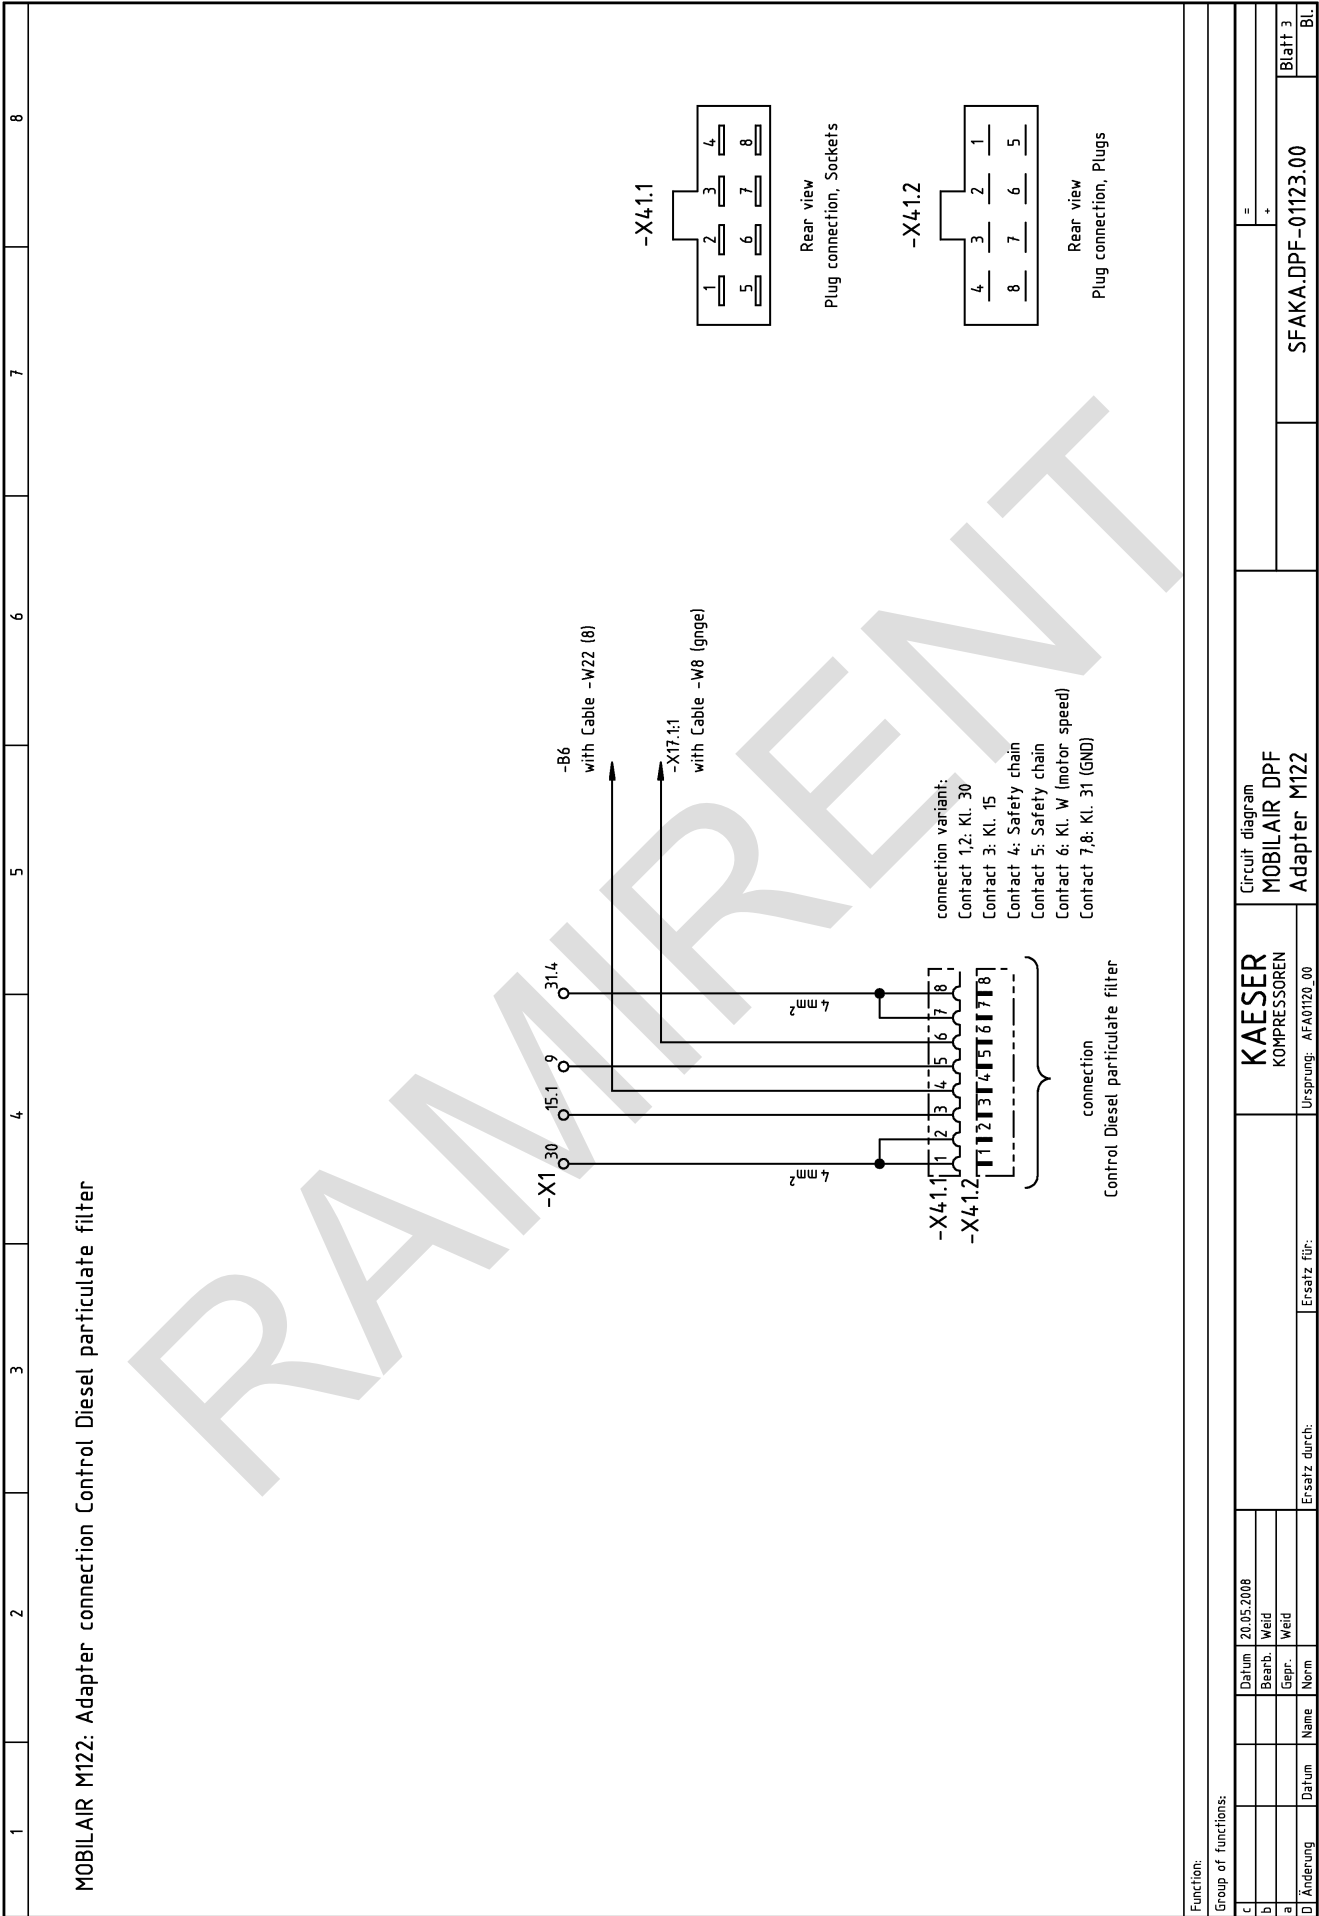 1 2 3 4 5 6 7 8
MOBILAIR M122: Adapter connection Control Diesel particulate filter
-X1
30
15.1
9
31.4
4 mm²
4 mm²
-B6
with Cable -W22 (8)
-X17.1:1
with Cable -W8 (gnge)
-X41.1
1 2 3 4 5 6 7 8
-X41.2
1 2 3 4 5 6 7 8
connection
Control Diesel particulate filter
connection variant:
Contact 1,2: Kl. 30
Contact 3: Kl. 15
Contact 4: Safety chain
Contact 5: Safety chain
Contact 6: Kl. W (motor speed)
Contact 7,8: Kl. 31 (GND)
-X41.1
1 2 3 4
5 6 7 8
Rear view
Plug connection, Sockets
-X41.2
4 3 2 1
8 7 6 5
Rear view
Plug connection, Plugs
RAMIRENT
Function:
Group of functions:
c
b
a
D Änderung Datum Name
Datum 20.05.2008
Bearb. Weid
Gepr. Weid
Norm
Ersatz durch:
Ersatz für:
KAESER
KOMPRESSOREN
Ursprung: AFA01120_00
Circuit diagram
MOBILAIR DPF
Adapter M122
=
+
SFAKA.DPF-01123.00
Blatt 3
Bl.